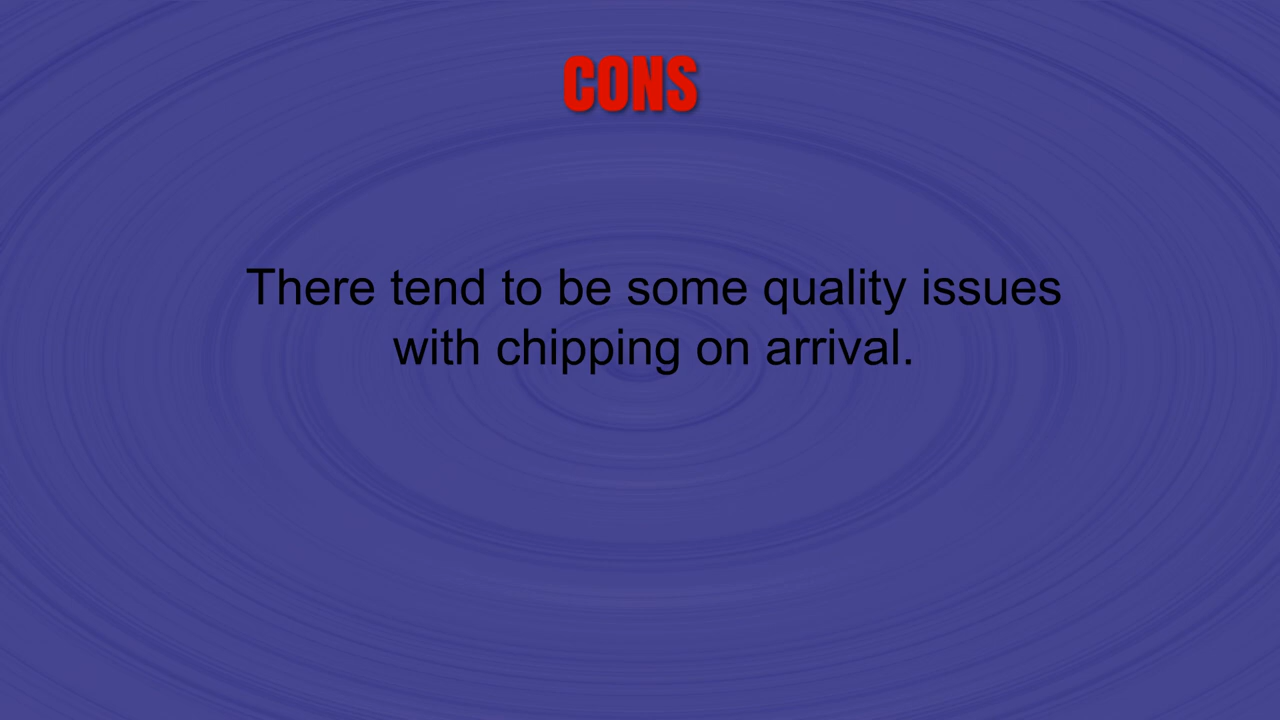 CONS
There tend to be some quality issues
with chipping on arrival.